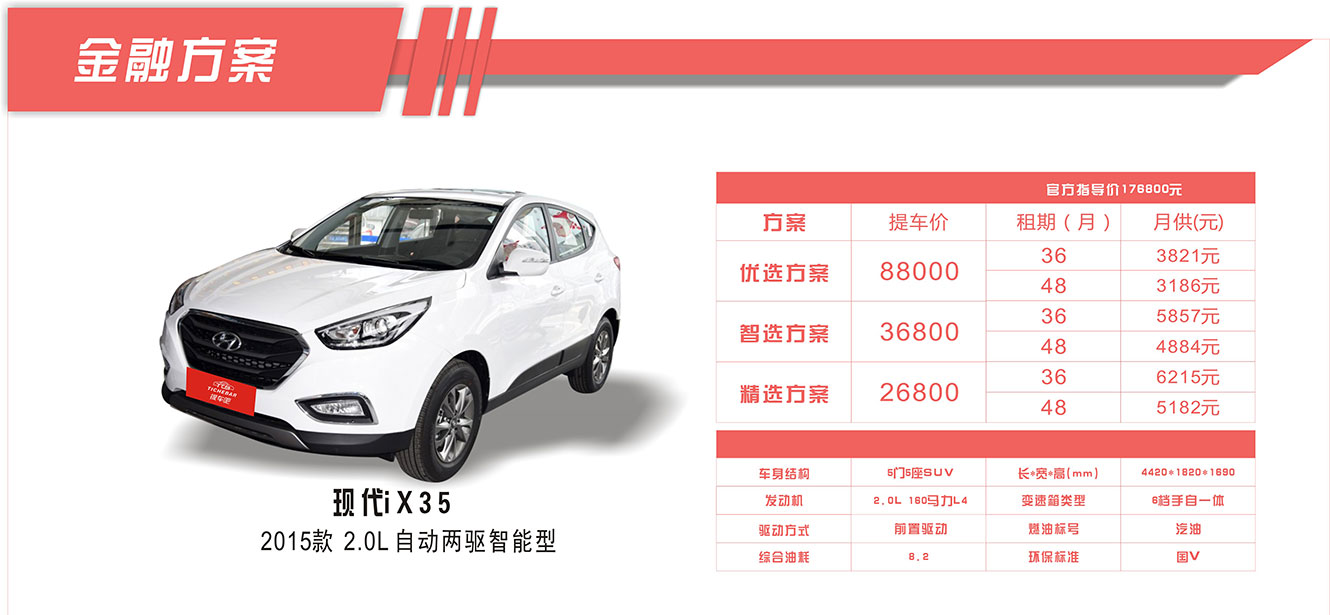 金融方案
TICHEBAR
提车吧
现代iX35
2015款 2.0L 自动两驱智能型
官方指导价176800元
方案 提车价 租期（月） 月供(元)
优选方案 88000 36 3821元
48 3186元
智选方案 36800 36 5857元
48 4884元
精选方案 26800 36 6215元
48 5182元
车身结构 5门5座SUV 长*宽*高(mm) 4420*1820*1690
发动机 2.0L 160马力L4 变速箱类型 6档手自一体
驱动方式 前置驱动 燃油标号 汽油
综合油耗 8.2 环保标准 国V